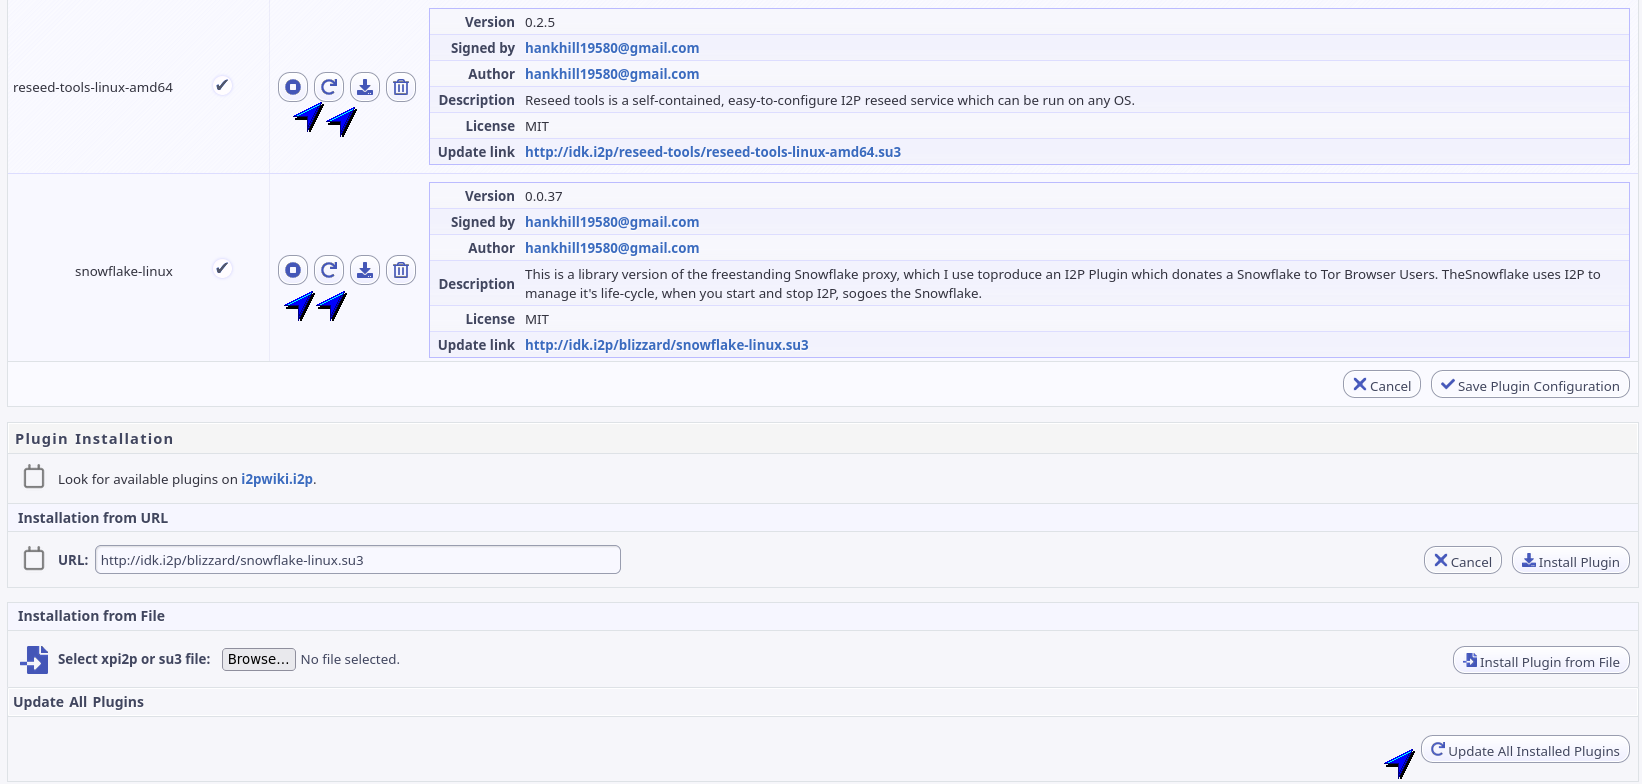 reseed-tools-linux-amd64
Version 0.2.5
Signed by hankhill19580@gmail.com
Author hankhill19580@gmail.com
Description Reseed tools is a self-contained, easy-to-configure I2P reseed service which can be run on any OS.
License MIT
Update link http://idk.i2p/reseed-tools/reseed-tools-linux-amd64.su3
snowflake-linux
Version 0.0.37
Signed by hankhill19580@gmail.com
Author hankhill19580@gmail.com
Description This is a library version of the freestanding Snowflake proxy, which I use toproduce an I2P Plugin which donates a Snowflake to Tor Browser Users. TheSnowflake uses I2P to
manage it's life-cycle, when you start and stop I2P, sogoes the Snowflake.
License MIT
Update link http://idk.i2p/blizzard/snowflake-linux.su3
Cancel Save Plugin Configuration
Plugin Installation
Look for available plugins on i2pwiki.i2p.
Installation from URL
URL: http://idk.i2p/blizzard/snowflake-linux.su3 Cancel Install Plugin
Installation from File
Select xpi2p or su3 file: Browse... No file selected. Install Plugin from File
Update All Plugins
Update All Installed Plugins